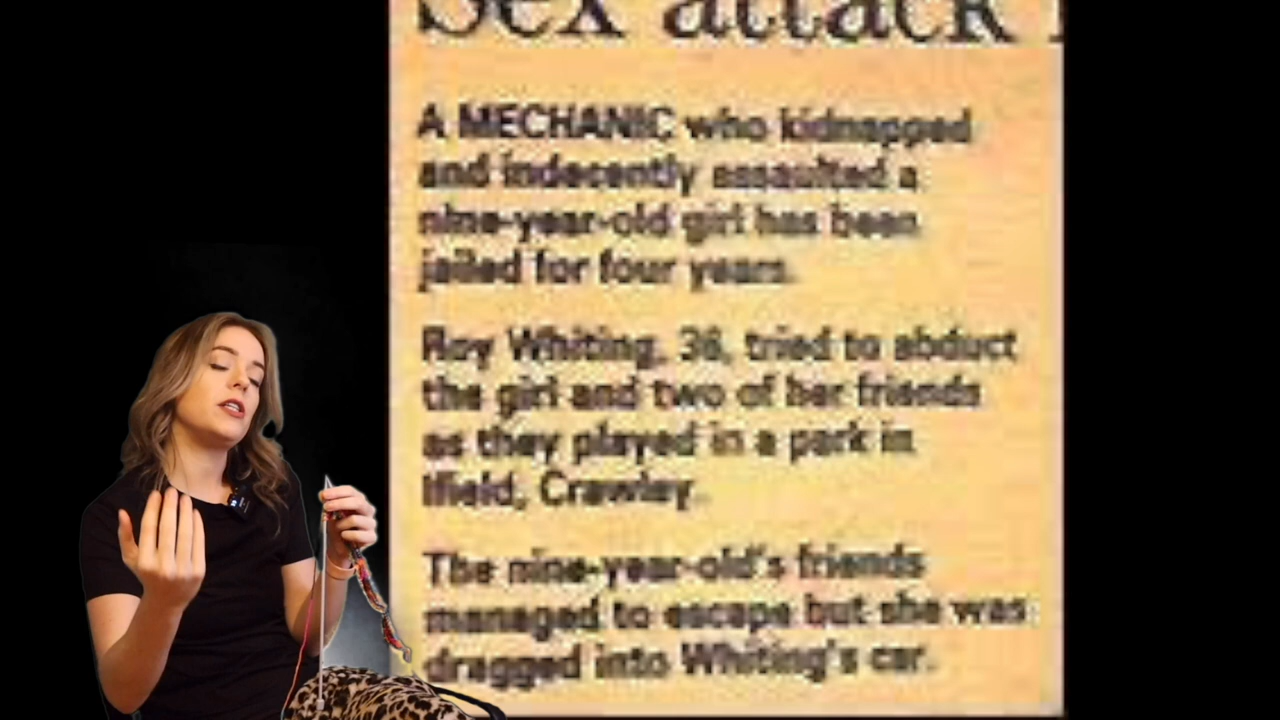 Sex attack
A MECHANIC who kidnapped
and indecently assaulted a
nine-year-old girl has been
jailed for four years.
Roy Whiting, 38, tried to abduct
the girl and two of her friends
as they played in a park in
Ifield, Crawley.
The nine-year-old's friends
managed to escape but she was
dragged into Whiting's car.